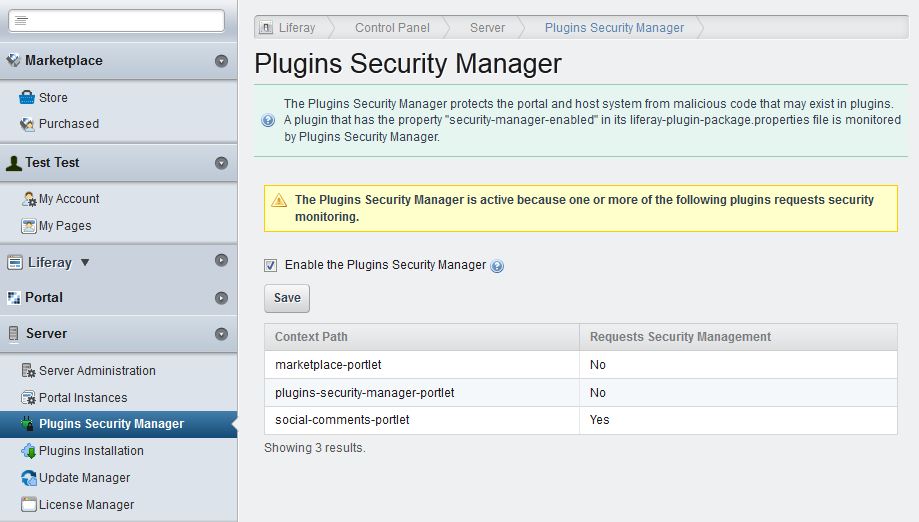 Marketplace
Store
Purchased
Test Test
My Account
My Pages
Liferay
Portal
Server
Server Administration
Portal Instances
Plugins Security Manager
Plugins Installation
Update Manager
License Manager
Liferay Control Panel Server Plugins Security Manager
Plugins Security Manager
The Plugins Security Manager protects the portal and host system from malicious code that may exist in plugins.
A plugin that has the property "security-manager-enabled" in its liferay-plugin-package.properties file is monitored
by Plugins Security Manager.
The Plugins Security Manager is active because one or more of the following plugins requests security
monitoring.
Enable the Plugins Security Manager
Save
Context Path Requests Security Management
marketplace-portlet No
plugins-security-manager-portlet No
social-comments-portlet Yes
Showing 3 results.